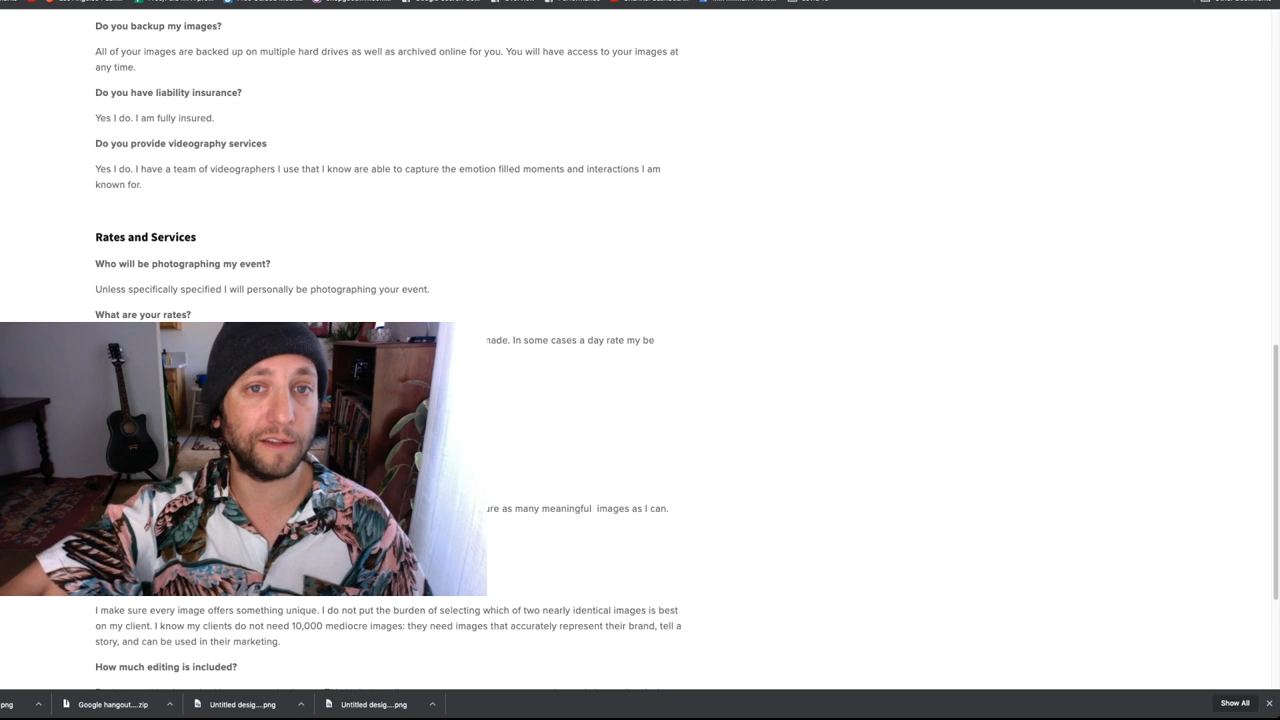 Do you backup my images?
All of your images are backed up on multiple hard drives as well as archived online for you. You will have access to your images at
any time.
Do you have liability insurance?
Yes I do. I am fully insured.
Do you provide videography services
Yes I do. I have a team of videographers I use that I know are able to capture the emotion filled moments and interactions I am
known for.
Rates and Services
Who will be photographing my event?
Unless specifically specified I will personally be photographing your event.
What are your rates?
made. In some cases a day rate my be
as many meaningful images as I can.
I make sure every image offers something unique. I do not put the burden of selecting which of two nearly identical images is best
on my client. I know my clients do not need 10,000 mediocre images: they need images that accurately represent their brand, tell a
story, and can be used in their marketing.
How much editing is included?
png
Google hangout....zip
Untitled desig....png
Untitled desig....png
Show All